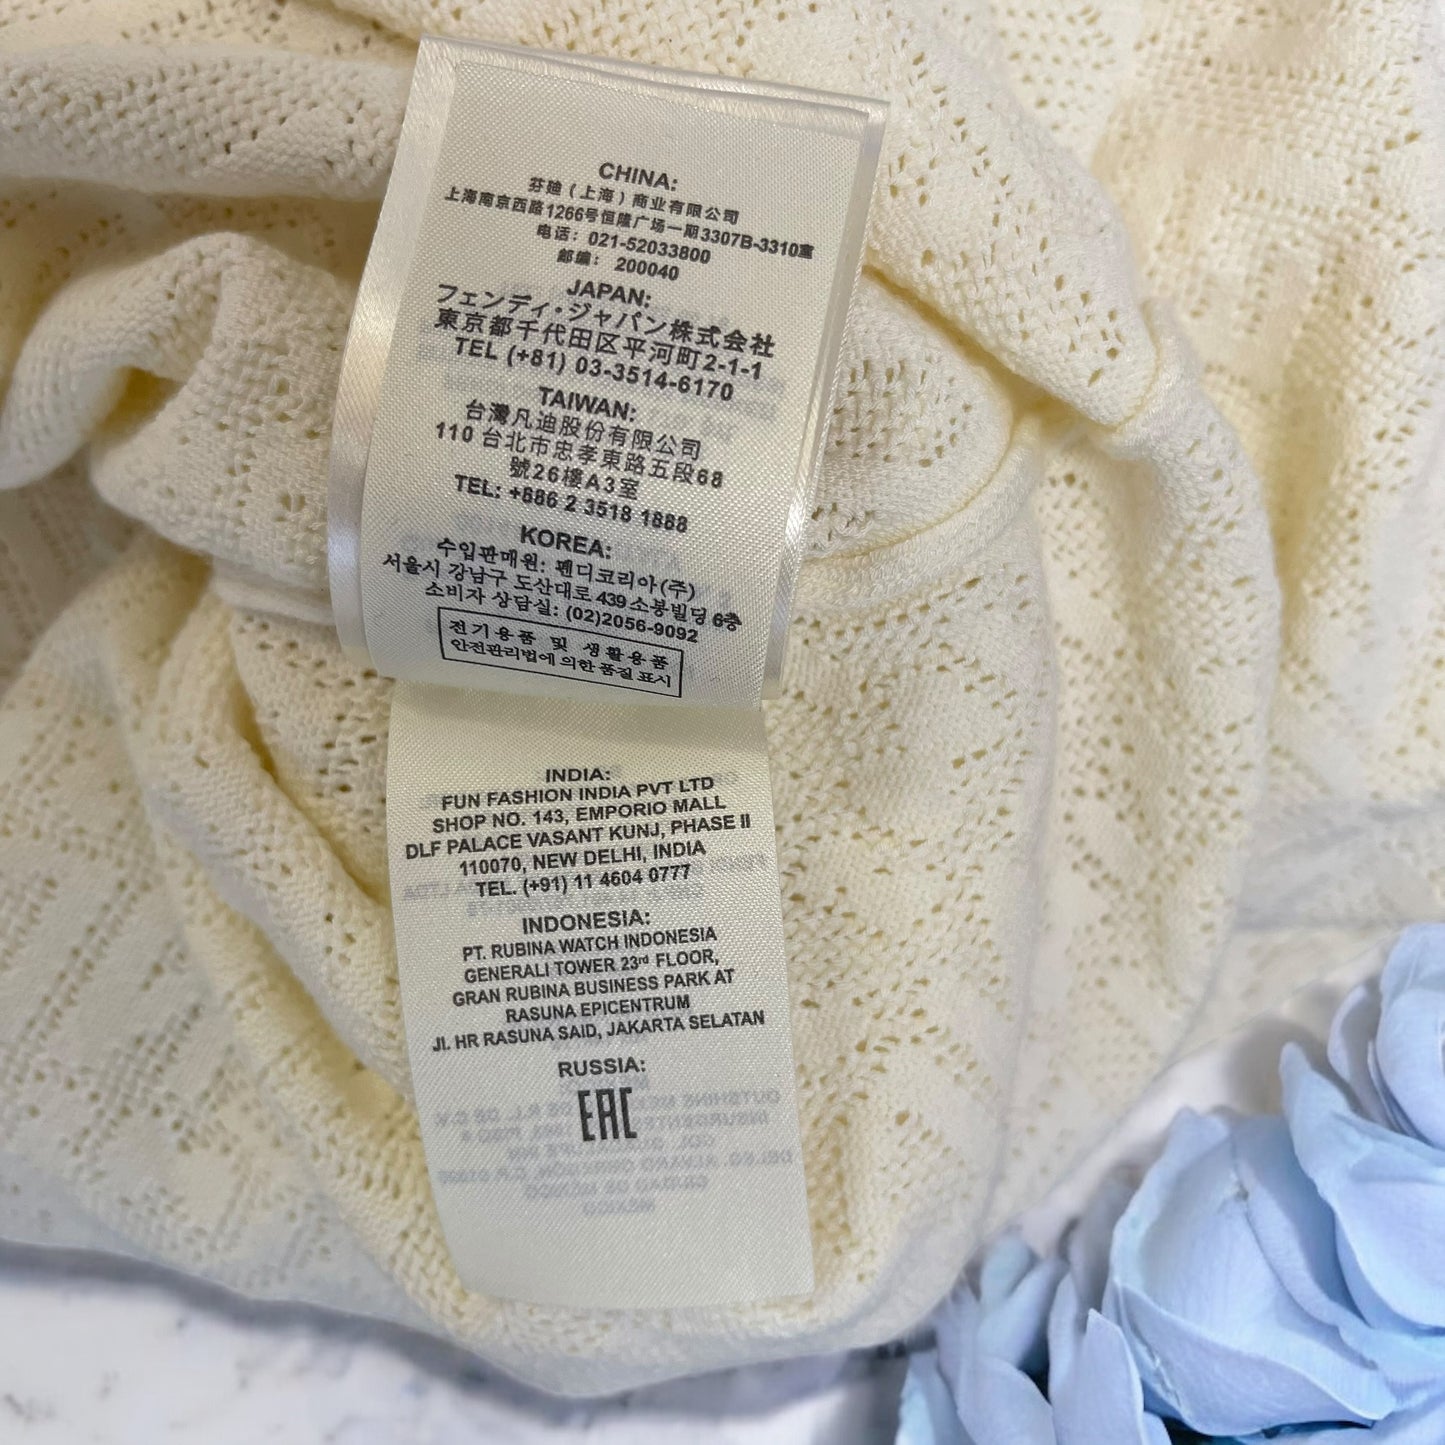 CHINA:
芬迪（上海）商业有限公司
上海南京西路1266号恒隆广场一期3307B-3310室
电话：021-52033800
邮编：200040
JAPAN:
フェンディ・ジャパン株式会社
東京都千代田区平河町2-1-1
TEL (+81) 03-3514-6170
TAIWAN:
台灣凡迪股份有限公司
110 台北市忠孝東路五段68
號26樓A3室
TEL: +886 2 3518 1888
KOREA:
수입판매원: 펜디코리아(주)
서울시 강남구 도산대로 439 소봉빌딩 6층
소비자 상담실: (02)2056-9092
전기용품 및 생활용품
안전관리법에 의한 품질 표시
INDIA:
FUN FASHION INDIA PVT LTD
SHOP NO. 143, EMPORIO MALL
DLF PALACE VASANT KUNJ, PHASE II
110070, NEW DELHI, INDIA
TEL. (+91) 11 4604 0777
INDONESIA:
PT. RUBINA WATCH INDONESIA
GENERALI TOWER 23rd FLOOR,
GRAN RUBINA BUSINESS PARK AT
RASUNA EPICENTRUM
Jl. HR RASUNA SAID, JAKARTA SELATAN
RUSSIA:
EAC